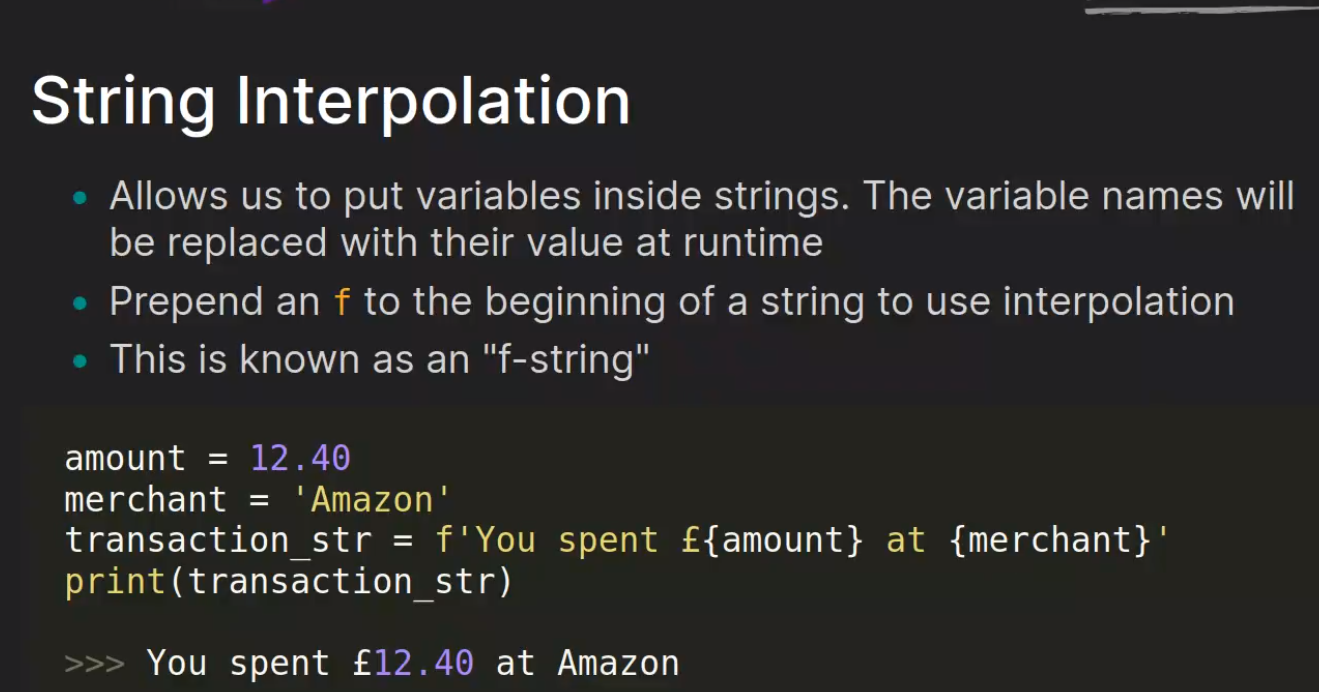 String Interpolation
• Allows us to put variables inside strings. The variable names will
be replaced with their value at runtime
• Prepend an f to the beginning of a string to use interpolation
• This is known as an "f-string"
amount = 12.40
merchant = 'Amazon'
transaction_str = f'You spent £{amount} at {merchant}'
print(transaction_str)
>>> You spent £12.40 at Amazon